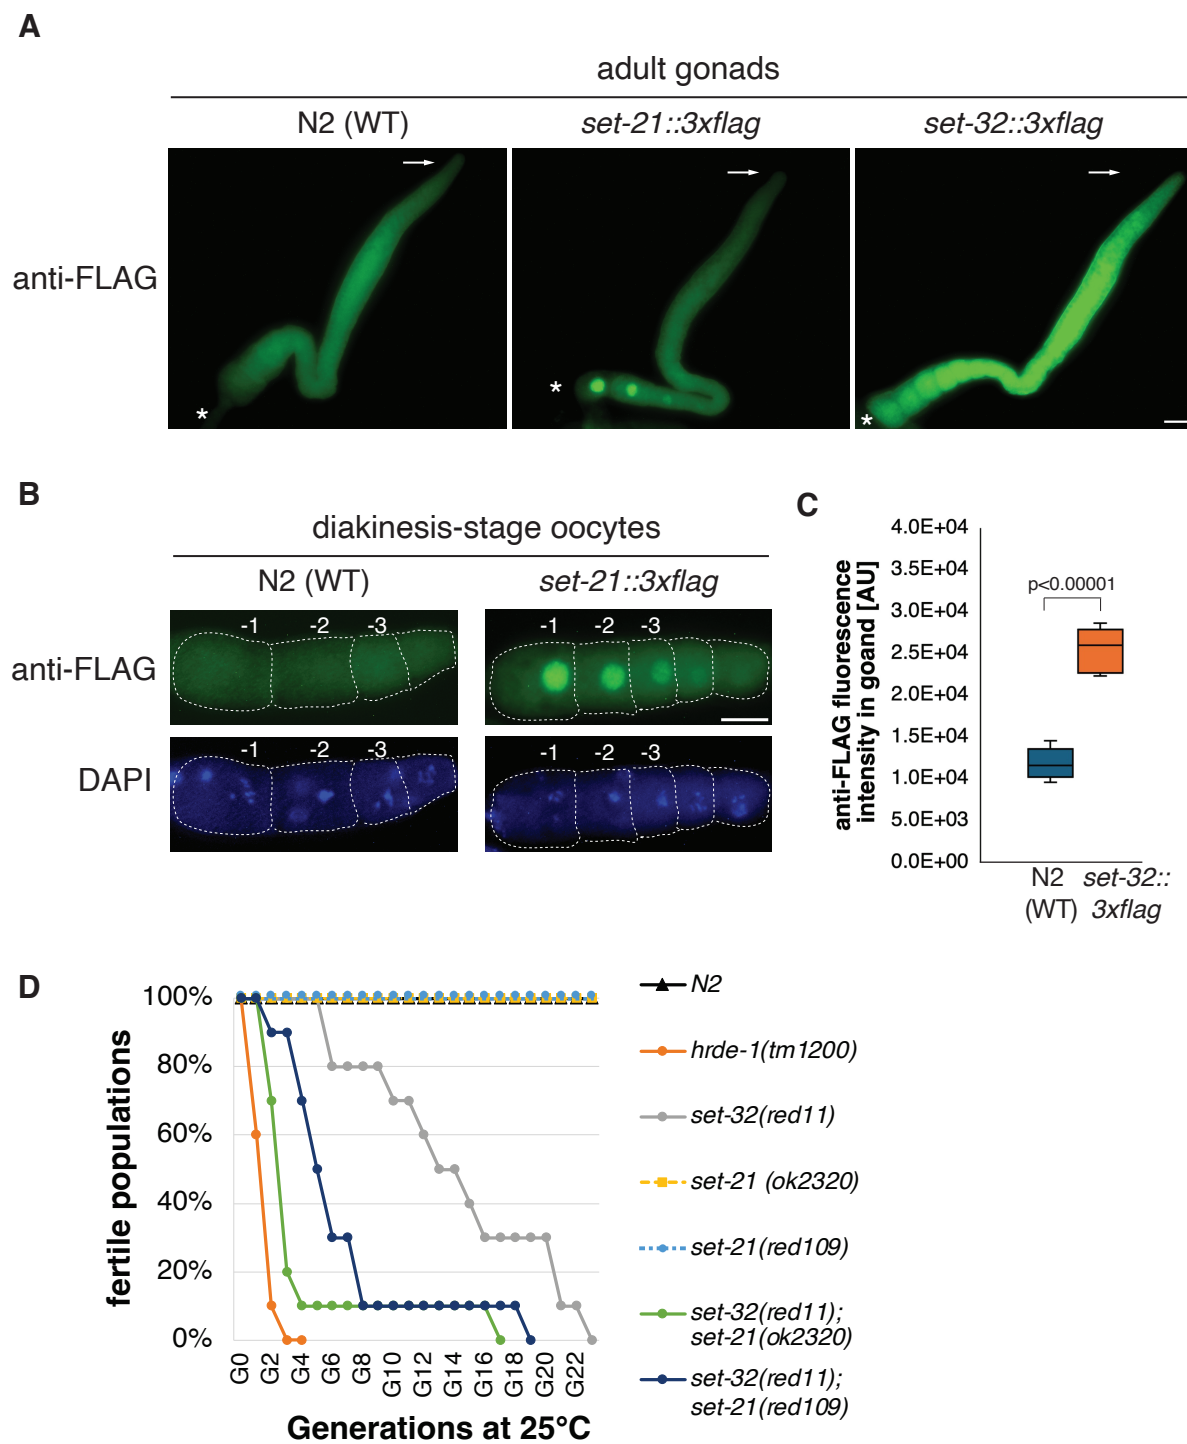 A
adult gonads
N2 (WT)
set-21::3xflag
set-32::3xflag
anti-FLAG
*
*
*
B
diakinesis-stage oocytes
N2 (WT)
set-21::3xflag
anti-FLAG
-1 -2 -3
-1 -2 -3
DAPI
-1 -2 -3
-1 -2 -3
C
anti-FLAG fluorescence
intensity in goand [AU]
4.0E+04
3.5E+04
3.0E+04
2.5E+04
2.0E+04
1.5E+04
1.0E+04
5.0E+03
0.0E+00
p<0.00001
N2
(WT)
set-32::
3xflag
D
fertile populations
100%
80%
60%
40%
20%
0%
G0 G2 G4 G6 G8 G10 G12 G14 G16 G18 G20 G22
Generations at 25°C
N2
hrde-1(tm1200)
set-32(red11)
set-21 (ok2320)
set-21(red109)
set-32(red11);
set-21(ok2320)
set-32(red11);
set-21(red109)